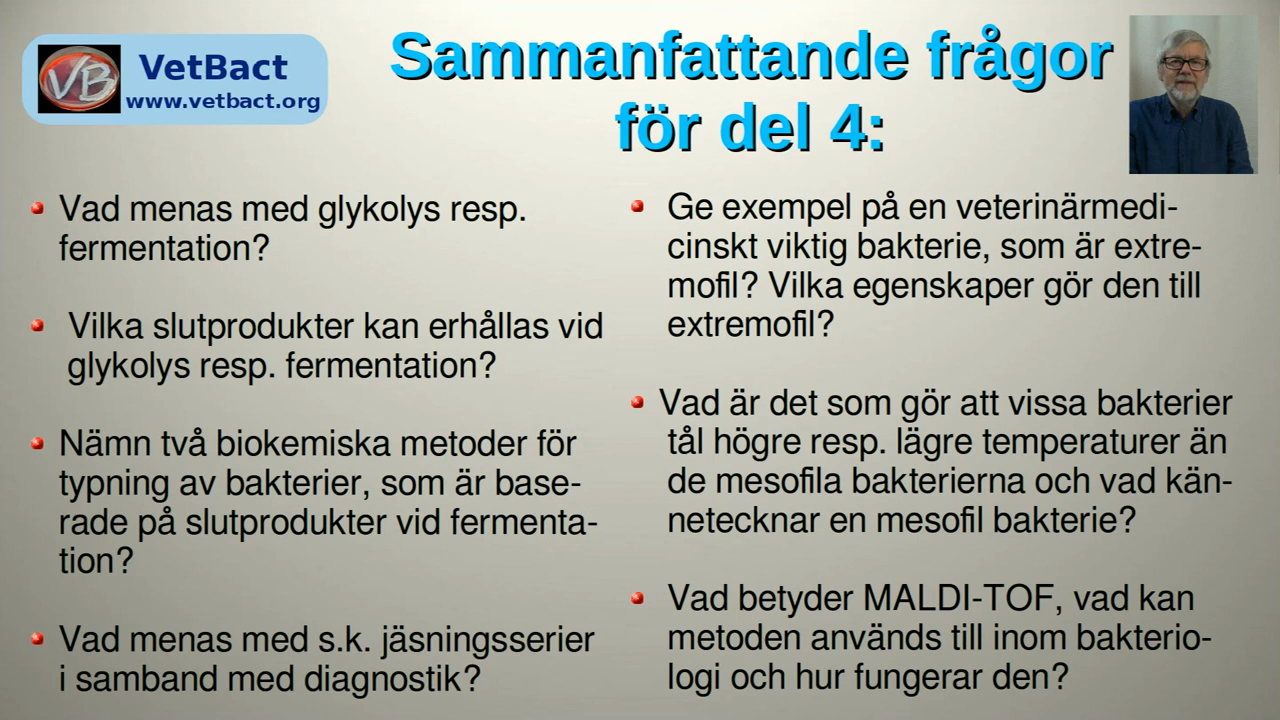 VB
VetBact
www.vetbact.org
Sammanfattande frågor
för del 4:
Vad menas med glykolys resp.
fermentation?
Vilka slutprodukter kan erhållas vid
glykolys resp. fermentation?
Nämn två biokemiska metoder för
typning av bakterier, som är base-
rade på slutprodukter vid fermenta-
tion?
Vad menas med s.k. jäsningsserier
i samband med diagnostik?
Ge exempel på en veterinärmedi-
cinskt viktig bakterie, som är extre-
mofil? Vilka egenskaper gör den till
extremofil?
Vad är det som gör att vissa bakterier
tål högre resp. lägre temperaturer än
de mesofila bakterierna och vad kän-
netecknar en mesofil bakterie?
Vad betyder MALDI-TOF, vad kan
metoden används till inom bakterio-
logi och hur fungerar den?